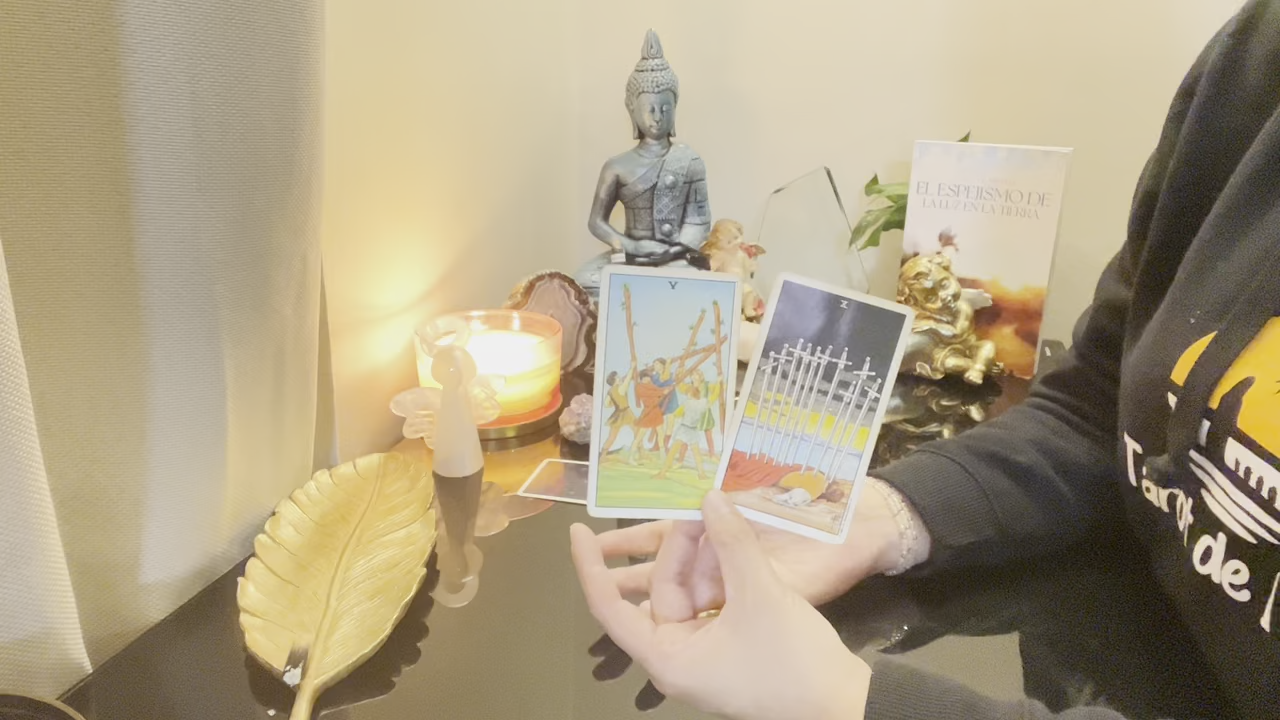 EL ESPEJISMO DE
LA LUZ EN LA TIERRA
V
X
Tarot
de